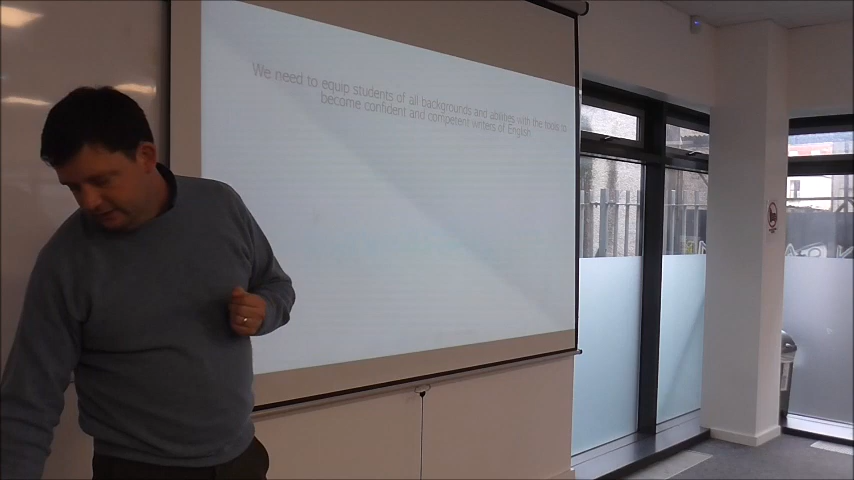 We need to equip students of all backgrounds and abilities with the tools to
become confident and competent writers of English